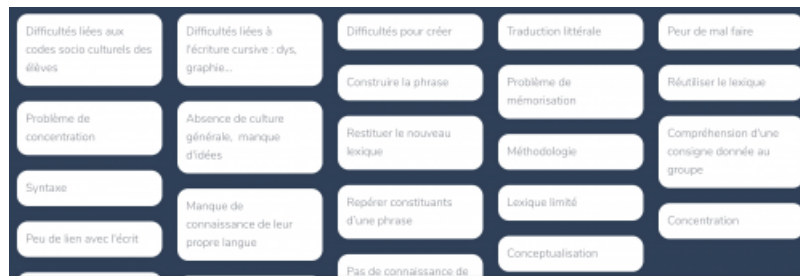 Difficultés liées aux
codes socio culturels des
élèves
Problème de
concentration
Syntaxe
Peu de lien avec l'écrit
Difficultés liées à
l'écriture cursive : dys,
graphie...
Absence de culture
générale, manque
d'idées
Manque de
connaissance de leur
propre langue
Difficultés pour créer
Construire la phrase
Restituer le nouveau
lexique
Repérer constituants
d'une phrase
Pas de connaissance de
Traduction littérale
Problème de
mémorisation
Méthodologie
Lexique limité
Conceptualisation
Peur de mal faire
Réutiliser le lexique
Compréhension d'une
consigne donnée au
groupe
Concentration